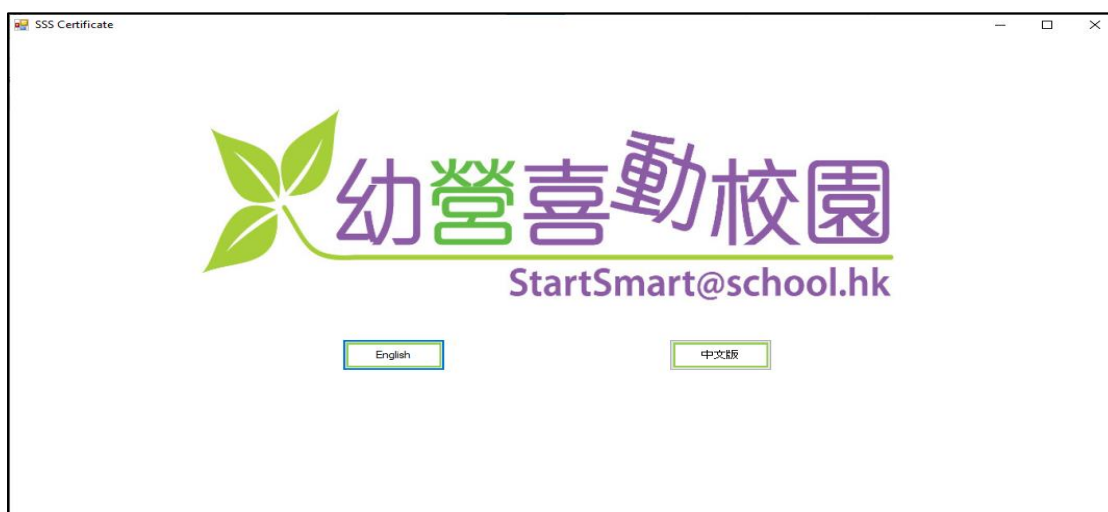 SSS Certificate
幼營喜動校園
StartSmart@school.hk
English
中文版